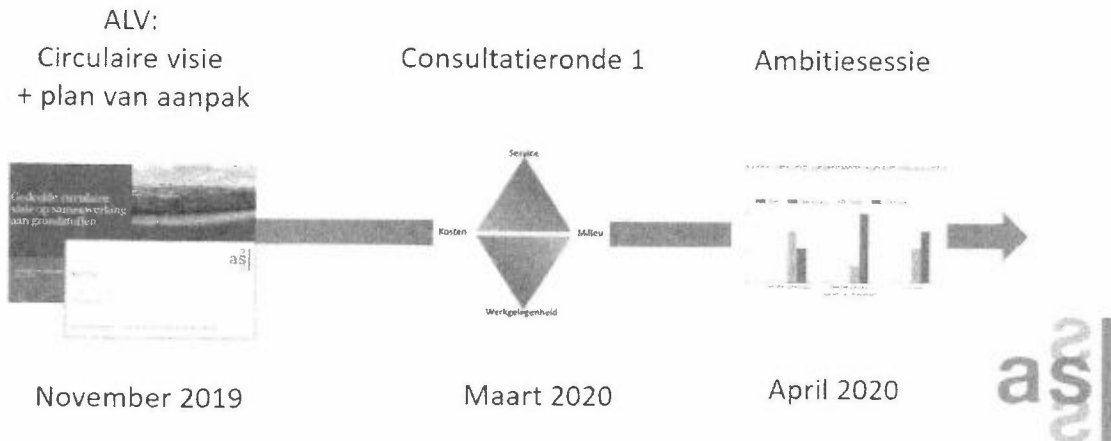 ALV:
Circulaire visie
+ plan van aanpak
Consultatieronde 1
Ambitiesessie
Gedeelde circulaire
visie op samenwerking
aan grondstoffen
as
Service
Kosten
Milieu
Werkgelegenheid
November 2019
Maart 2020
April 2020
as